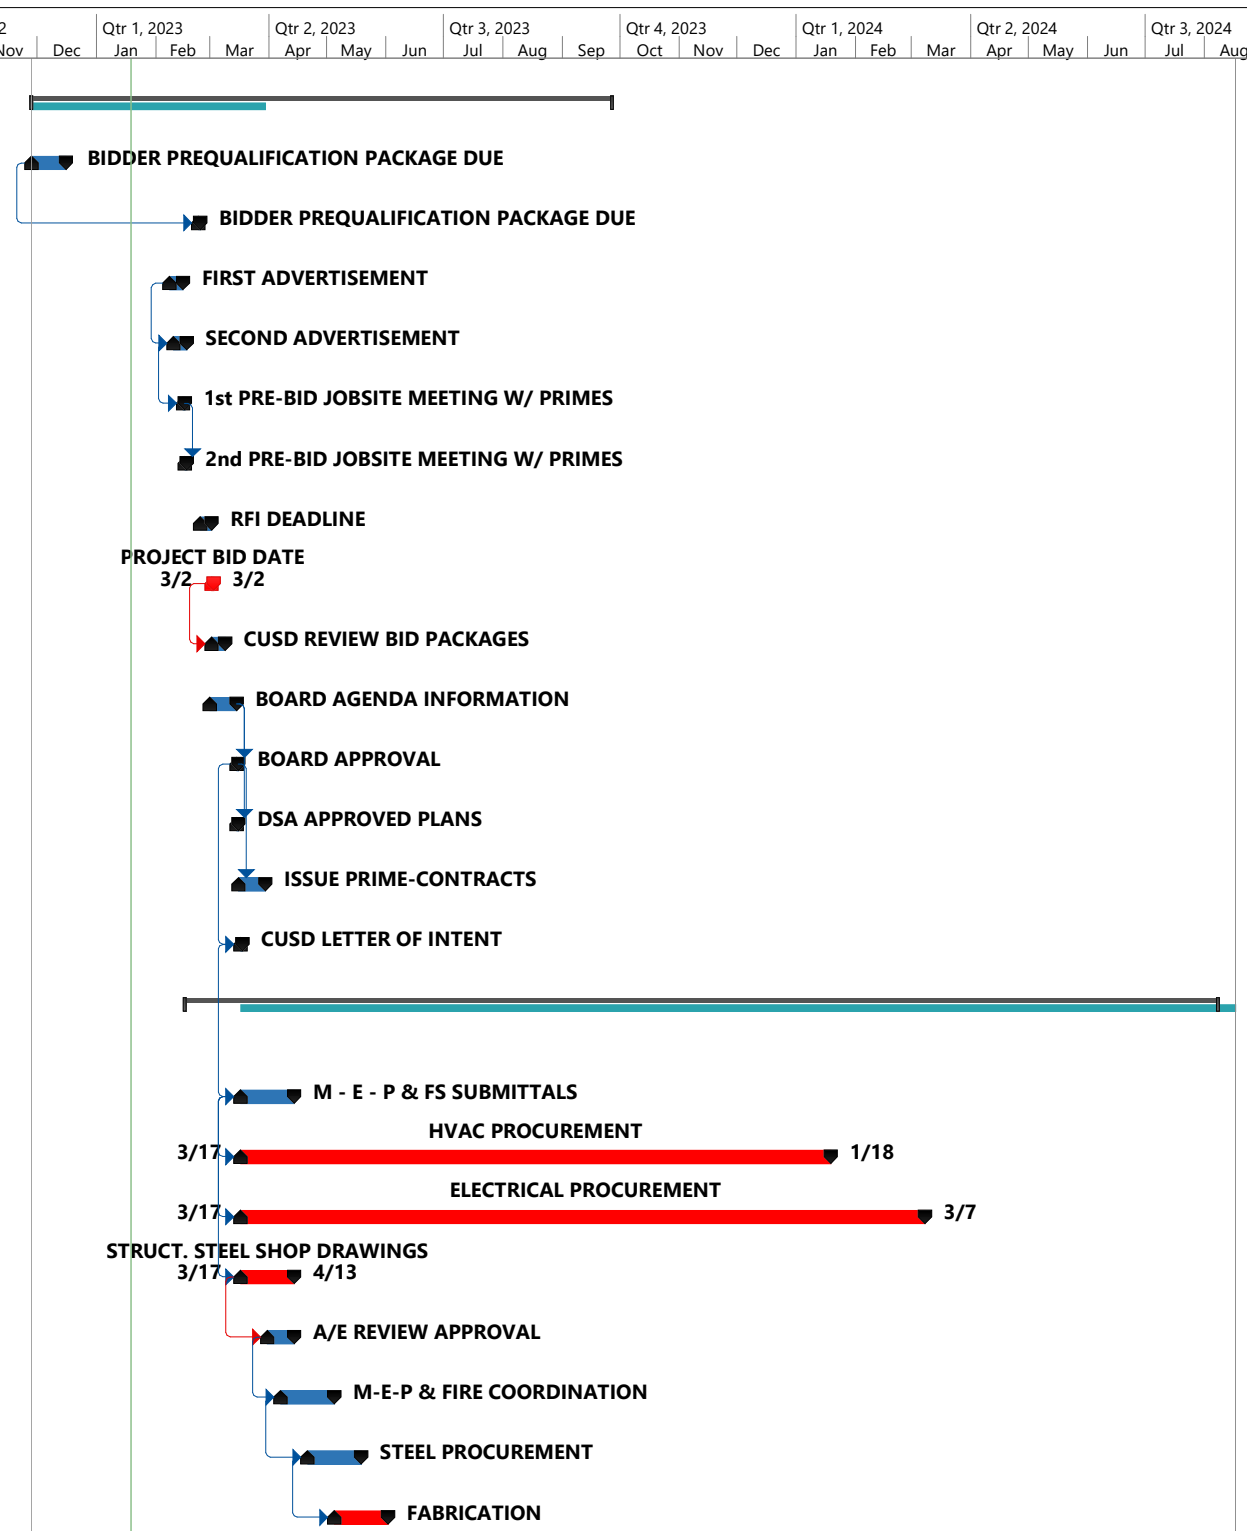 2 Qtr 1, 2023 Qtr 2, 2023 Qtr 3, 2023 Qtr 4, 2023 Qtr 1, 2024 Qtr 2, 2024 Qtr 3, 2024
Nov Dec Jan Feb Mar Apr May Jun Jul Aug Sep Oct Nov Dec Jan Feb Mar Apr May Jun Jul Aug
BIDDER PREQUALIFICATION PACKAGE DUE
BIDDER PREQUALIFICATION PACKAGE DUE
FIRST ADVERTISEMENT
SECOND ADVERTISEMENT
1st PRE-BID JOBSITE MEETING W/ PRIMES
2nd PRE-BID JOBSITE MEETING W/ PRIMES
RFI DEADLINE
PROJECT BID DATE
3/2 3/2
CUSD REVIEW BID PACKAGES
BOARD AGENDA INFORMATION
BOARD APPROVAL
DSA APPROVED PLANS
ISSUE PRIME-CONTRACTS
CUSD LETTER OF INTENT
M - E - P & FS SUBMITTALS
HVAC PROCUREMENT
3/17 1/18
ELECTRICAL PROCUREMENT
3/17 3/7
STRUCT. STEEL SHOP DRAWINGS
3/17 4/13
A/E REVIEW APPROVAL
M-E-P & FIRE COORDINATION
STEEL PROCUREMENT
FABRICATION